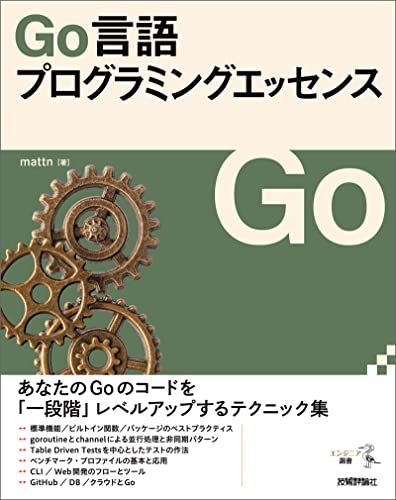 Go言語
プログラミングエッセンス
mattn [著]
Go
あなたのGoのコードを
「一段階」レベルアップするテクニック集
標準機能／ビルトイン関数／パッケージのベストプラクティス
goroutineとchannelによる並行処理と非同期パターン
Table Driven Testsを中心としたテストの作法
ベンチマーク・プロファイルの基本と応用
CLI／Web開発のフローとツール
GitHub／DB／クラウドとGo
エンジニア
選書
技術評論社